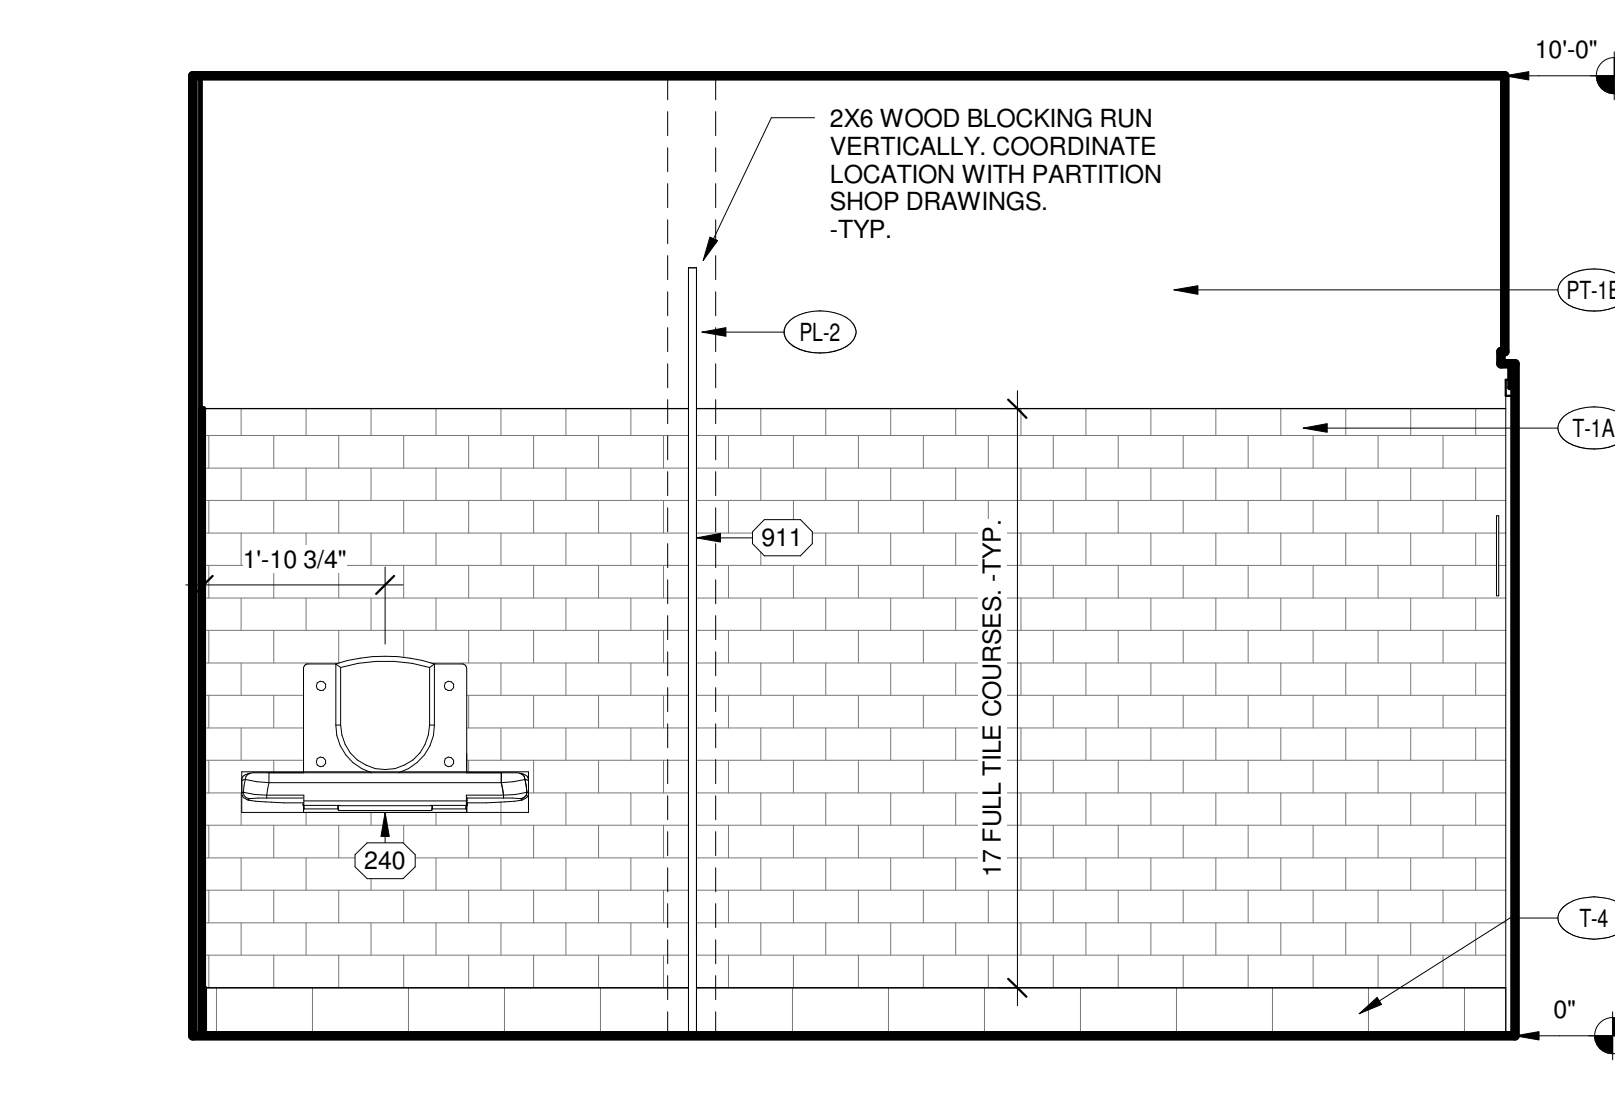 10'-0"
2X6 WOOD BLOCKING RUN
VERTICALLY. COORDINATE
LOCATION WITH PARTITION
SHOP DRAWINGS.
-TYP.
PL-2
T-1A
911
1'-10 3/4"
17 FULL TILE COURSES. -TYP.
240
T-4
0"